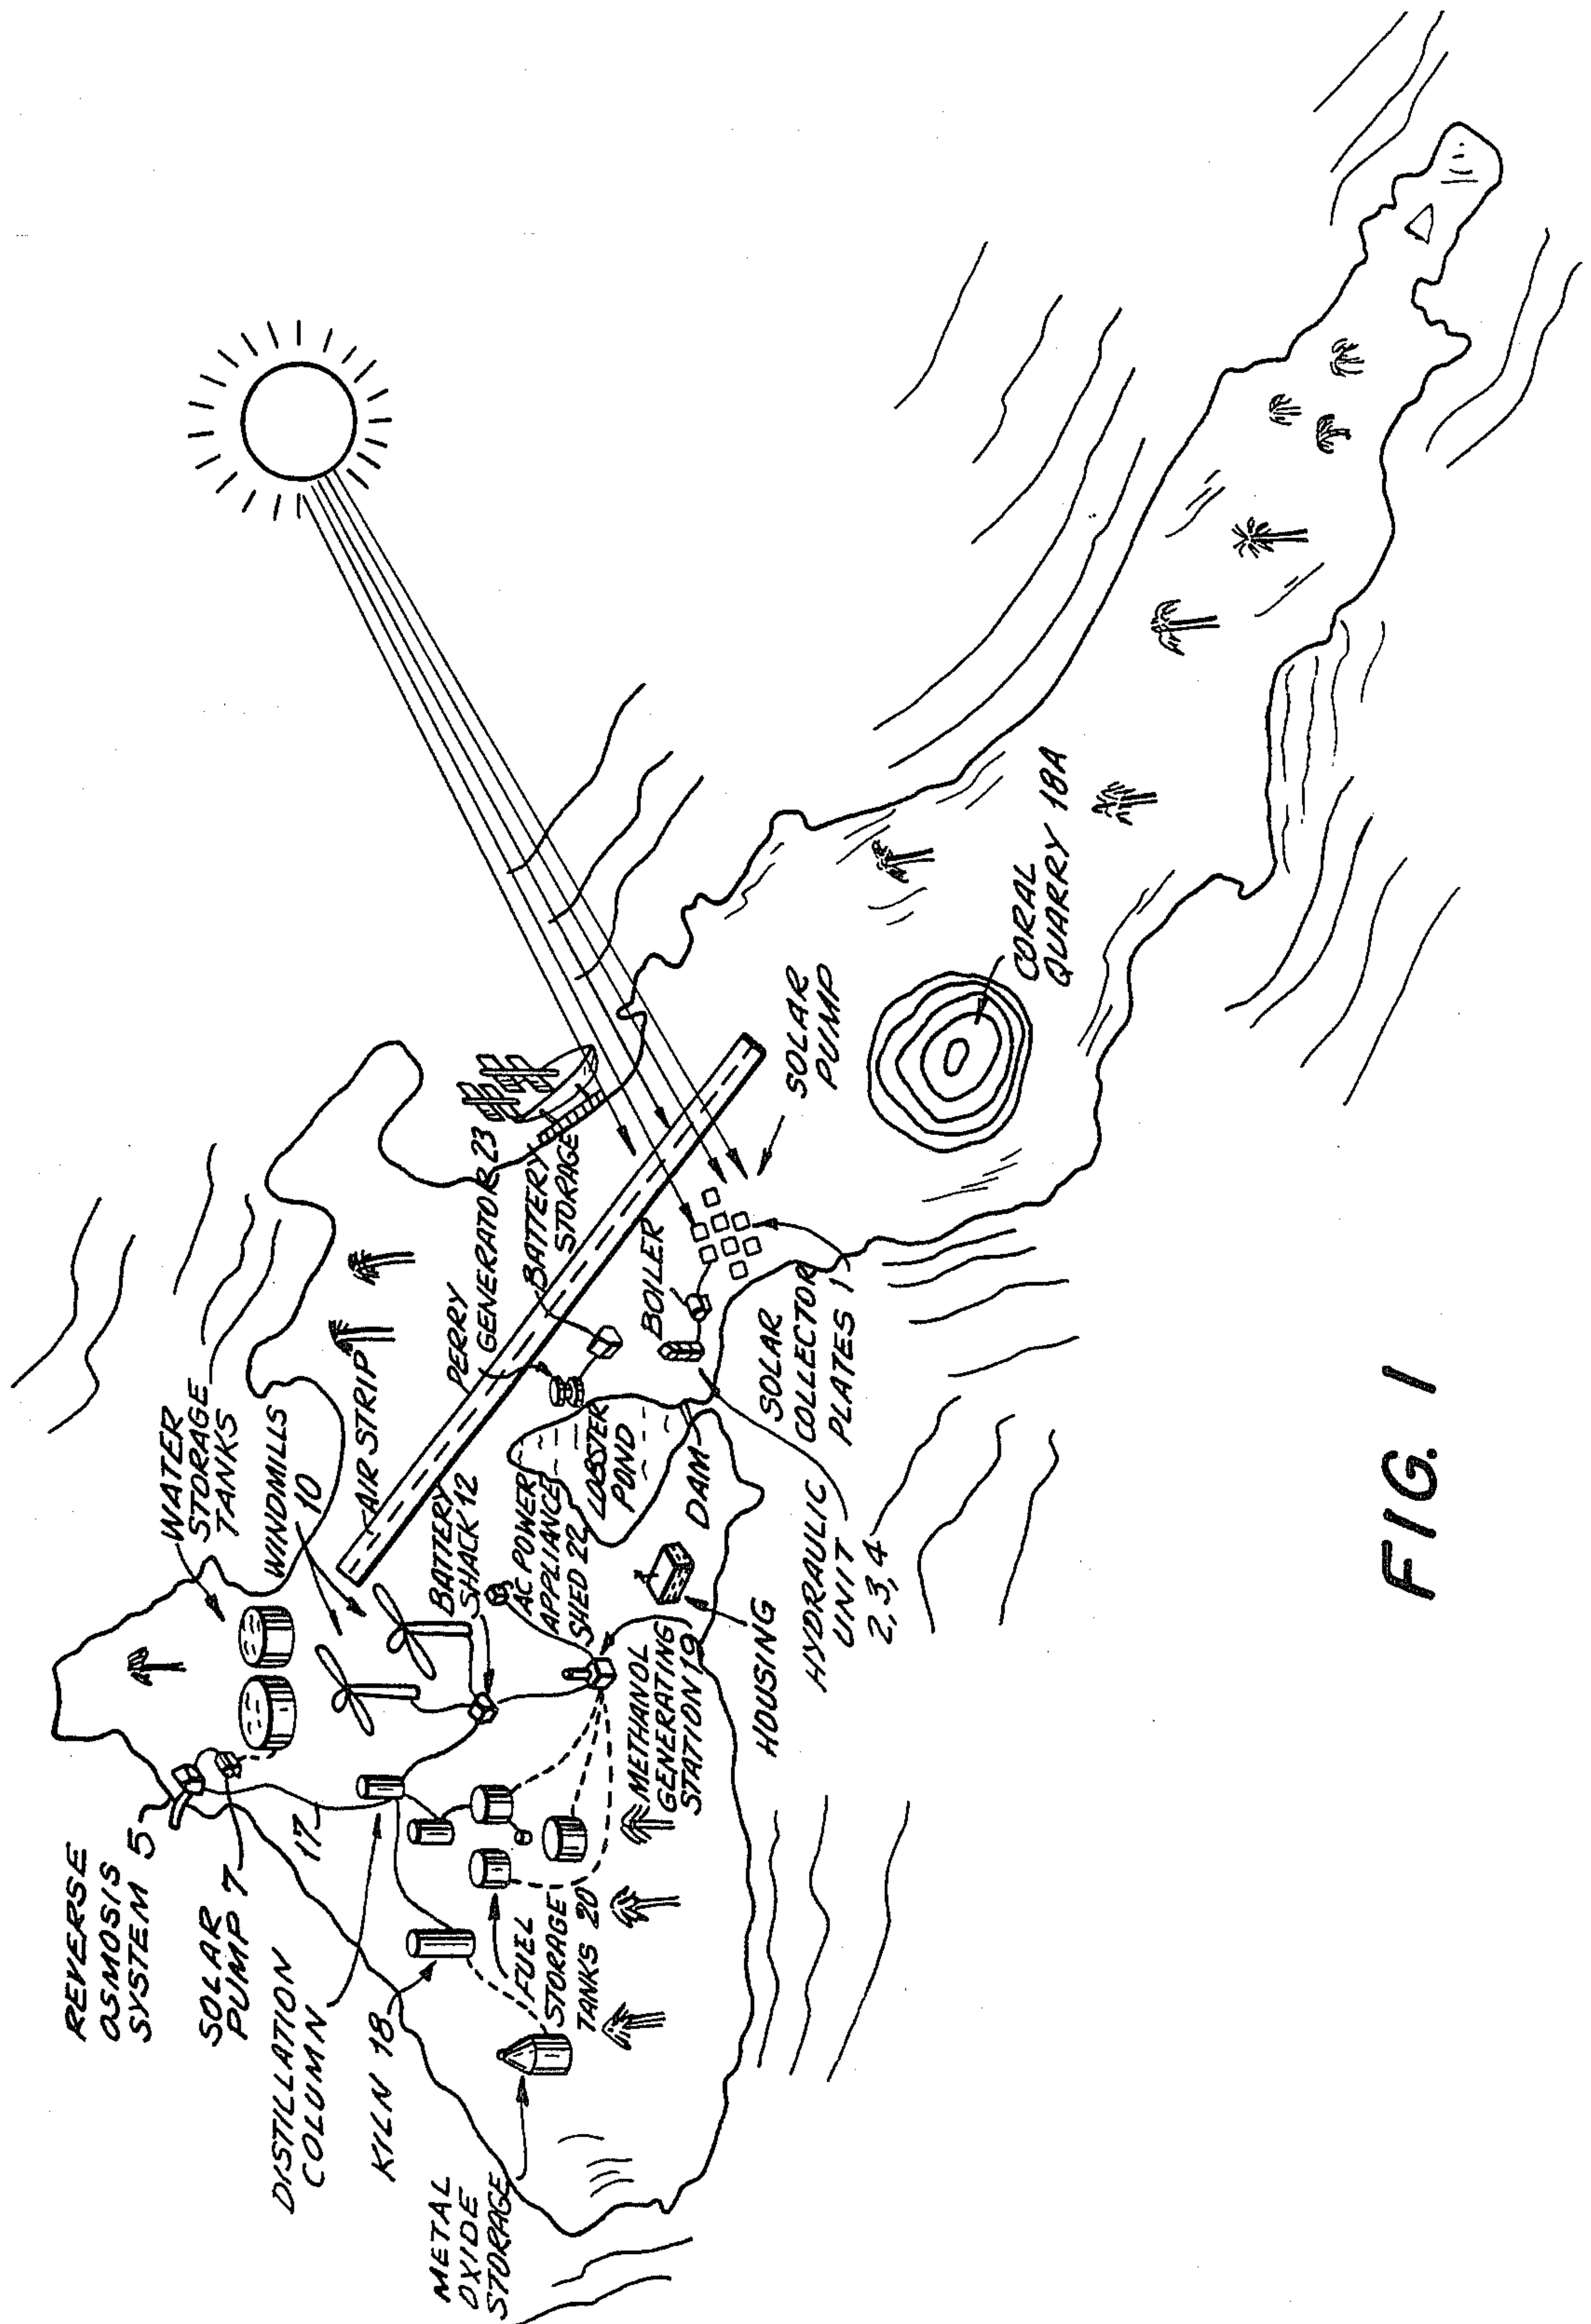 REVERSE
OSMOSIS
SYSTEM 5
SOLAR
PUMP 7
17
DISTILLATION
COLUMN
KILN 18
METAL
OXIDE
STORAGE
WATER
STORAGE
TANKS
WINDMILLS
10
AIR STRIP
BATTERY
SHACK 12
AC POWER
APPLIANCE
SHED 22
FUEL
STORAGE
TANKS 20
METHANOL
GENERATING
STATION 19
HOUSING
PERRY
GENERATOR 23
BATTERY
STORAGE
LOBSTER
POND
DAM
BOILER
SOLAR
COLLECTOR
PLATES 1
HYDRAULIC
UNIT
2,3,4
SOLAR
PUMP
CORAL
QUARRY 18A
FIG. 1